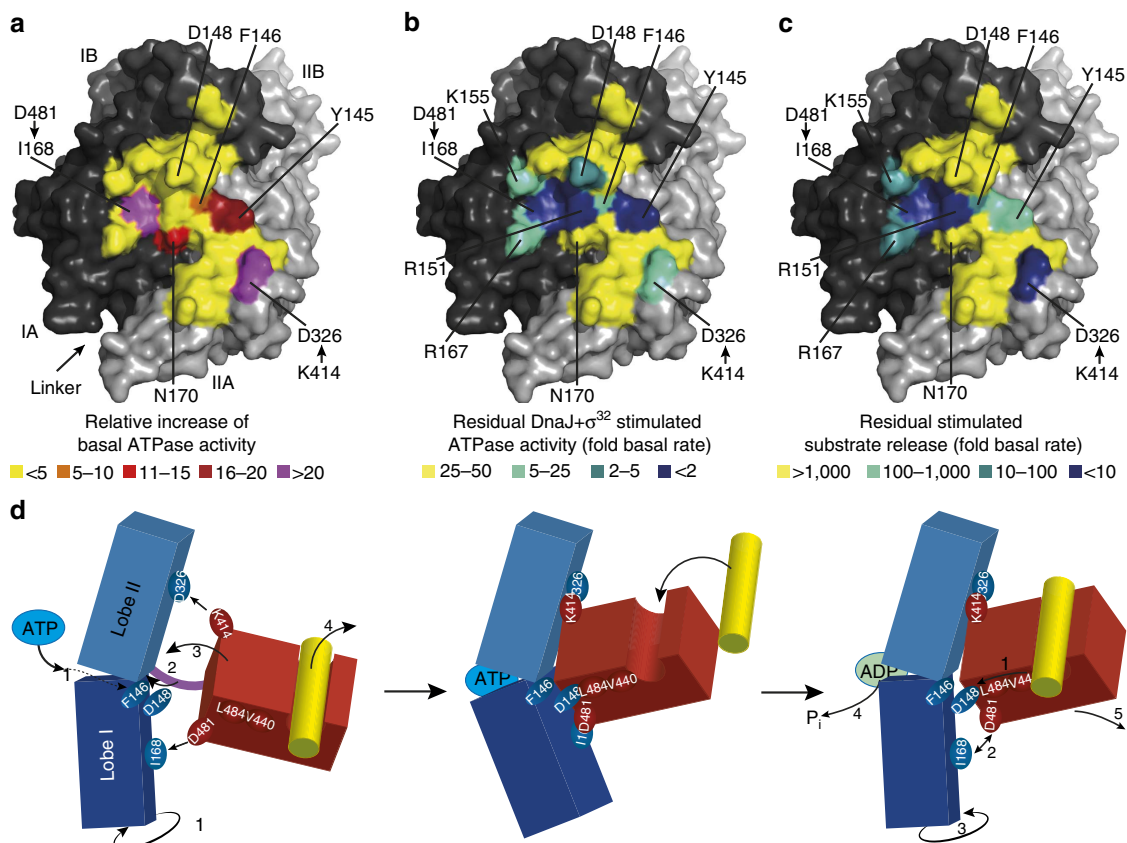 a
D148
F146
IB
IIB
Y145
D481
I168
IA
Linker
N170
IIA
D326
K414
Relative increase of
basal ATPase activity
<5 5–10 11–15 16–20 >20
b
D148
F146
K155
Y145
D481
I168
R151
R167
N170
D326
K414
Residual DnaJ+σ32 stimulated
ATPase activity (fold basal rate)
25–50 5–25 2–5 <2
c
D148
F146
K155
Y145
D481
I168
R151
R167
N170
D326
K414
Residual stimulated
substrate release (fold basal rate)
>1,000 100–1,000 10–100 <10
d
Lobe II
D326
ATP
K414
4
3
1
2
F146
D148
L484V440
D481
I168
Lobe I
1
326
K414
ATP
F146
D148
L484V440
D481
I1
326
K414
ADP
F146
1
D148
L484V44
D481
Pi
4
5
I168
2
3